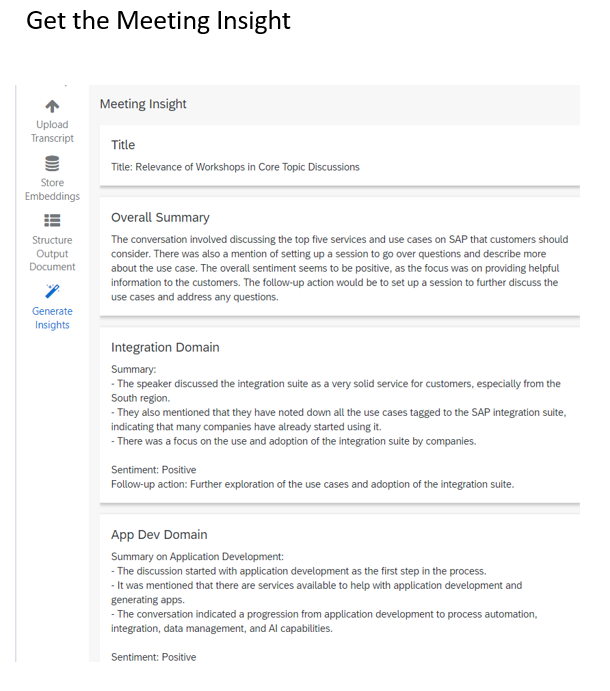 Get the Meeting Insight
Upload
Transcript
Store
Embeddings
Structure
Output
Document
Generate
Insights
Meeting Insight
Title
Title: Relevance of Workshops in Core Topic Discussions
Overall Summary
The conversation involved discussing the top five services and use cases on SAP that customers should
consider. There was also a mention of setting up a session to go over questions and describe more
about the use case. The overall sentiment seems to be positive, as the focus was on providing helpful
information to the customers. The follow-up action would be to set up a session to further discuss the
use cases and address any questions.
Integration Domain
Summary:
- The speaker discussed the integration suite as a very solid service for customers, especially from the
South region.
- They also mentioned that they have noted down all the use cases tagged to the SAP integration suite,
indicating that many companies have already started using it.
- There was a focus on the use and adoption of the integration suite by companies.
Sentiment: Positive
Follow-up action: Further exploration of the use cases and adoption of the integration suite.
App Dev Domain
Summary on Application Development:
- The discussion started with application development as the first step in the process.
- It was mentioned that there are services available to help with application development and
generating apps.
- The conversation indicated a progression from application development to process automation,
integration, data management, and AI capabilities.
Sentiment: Positive